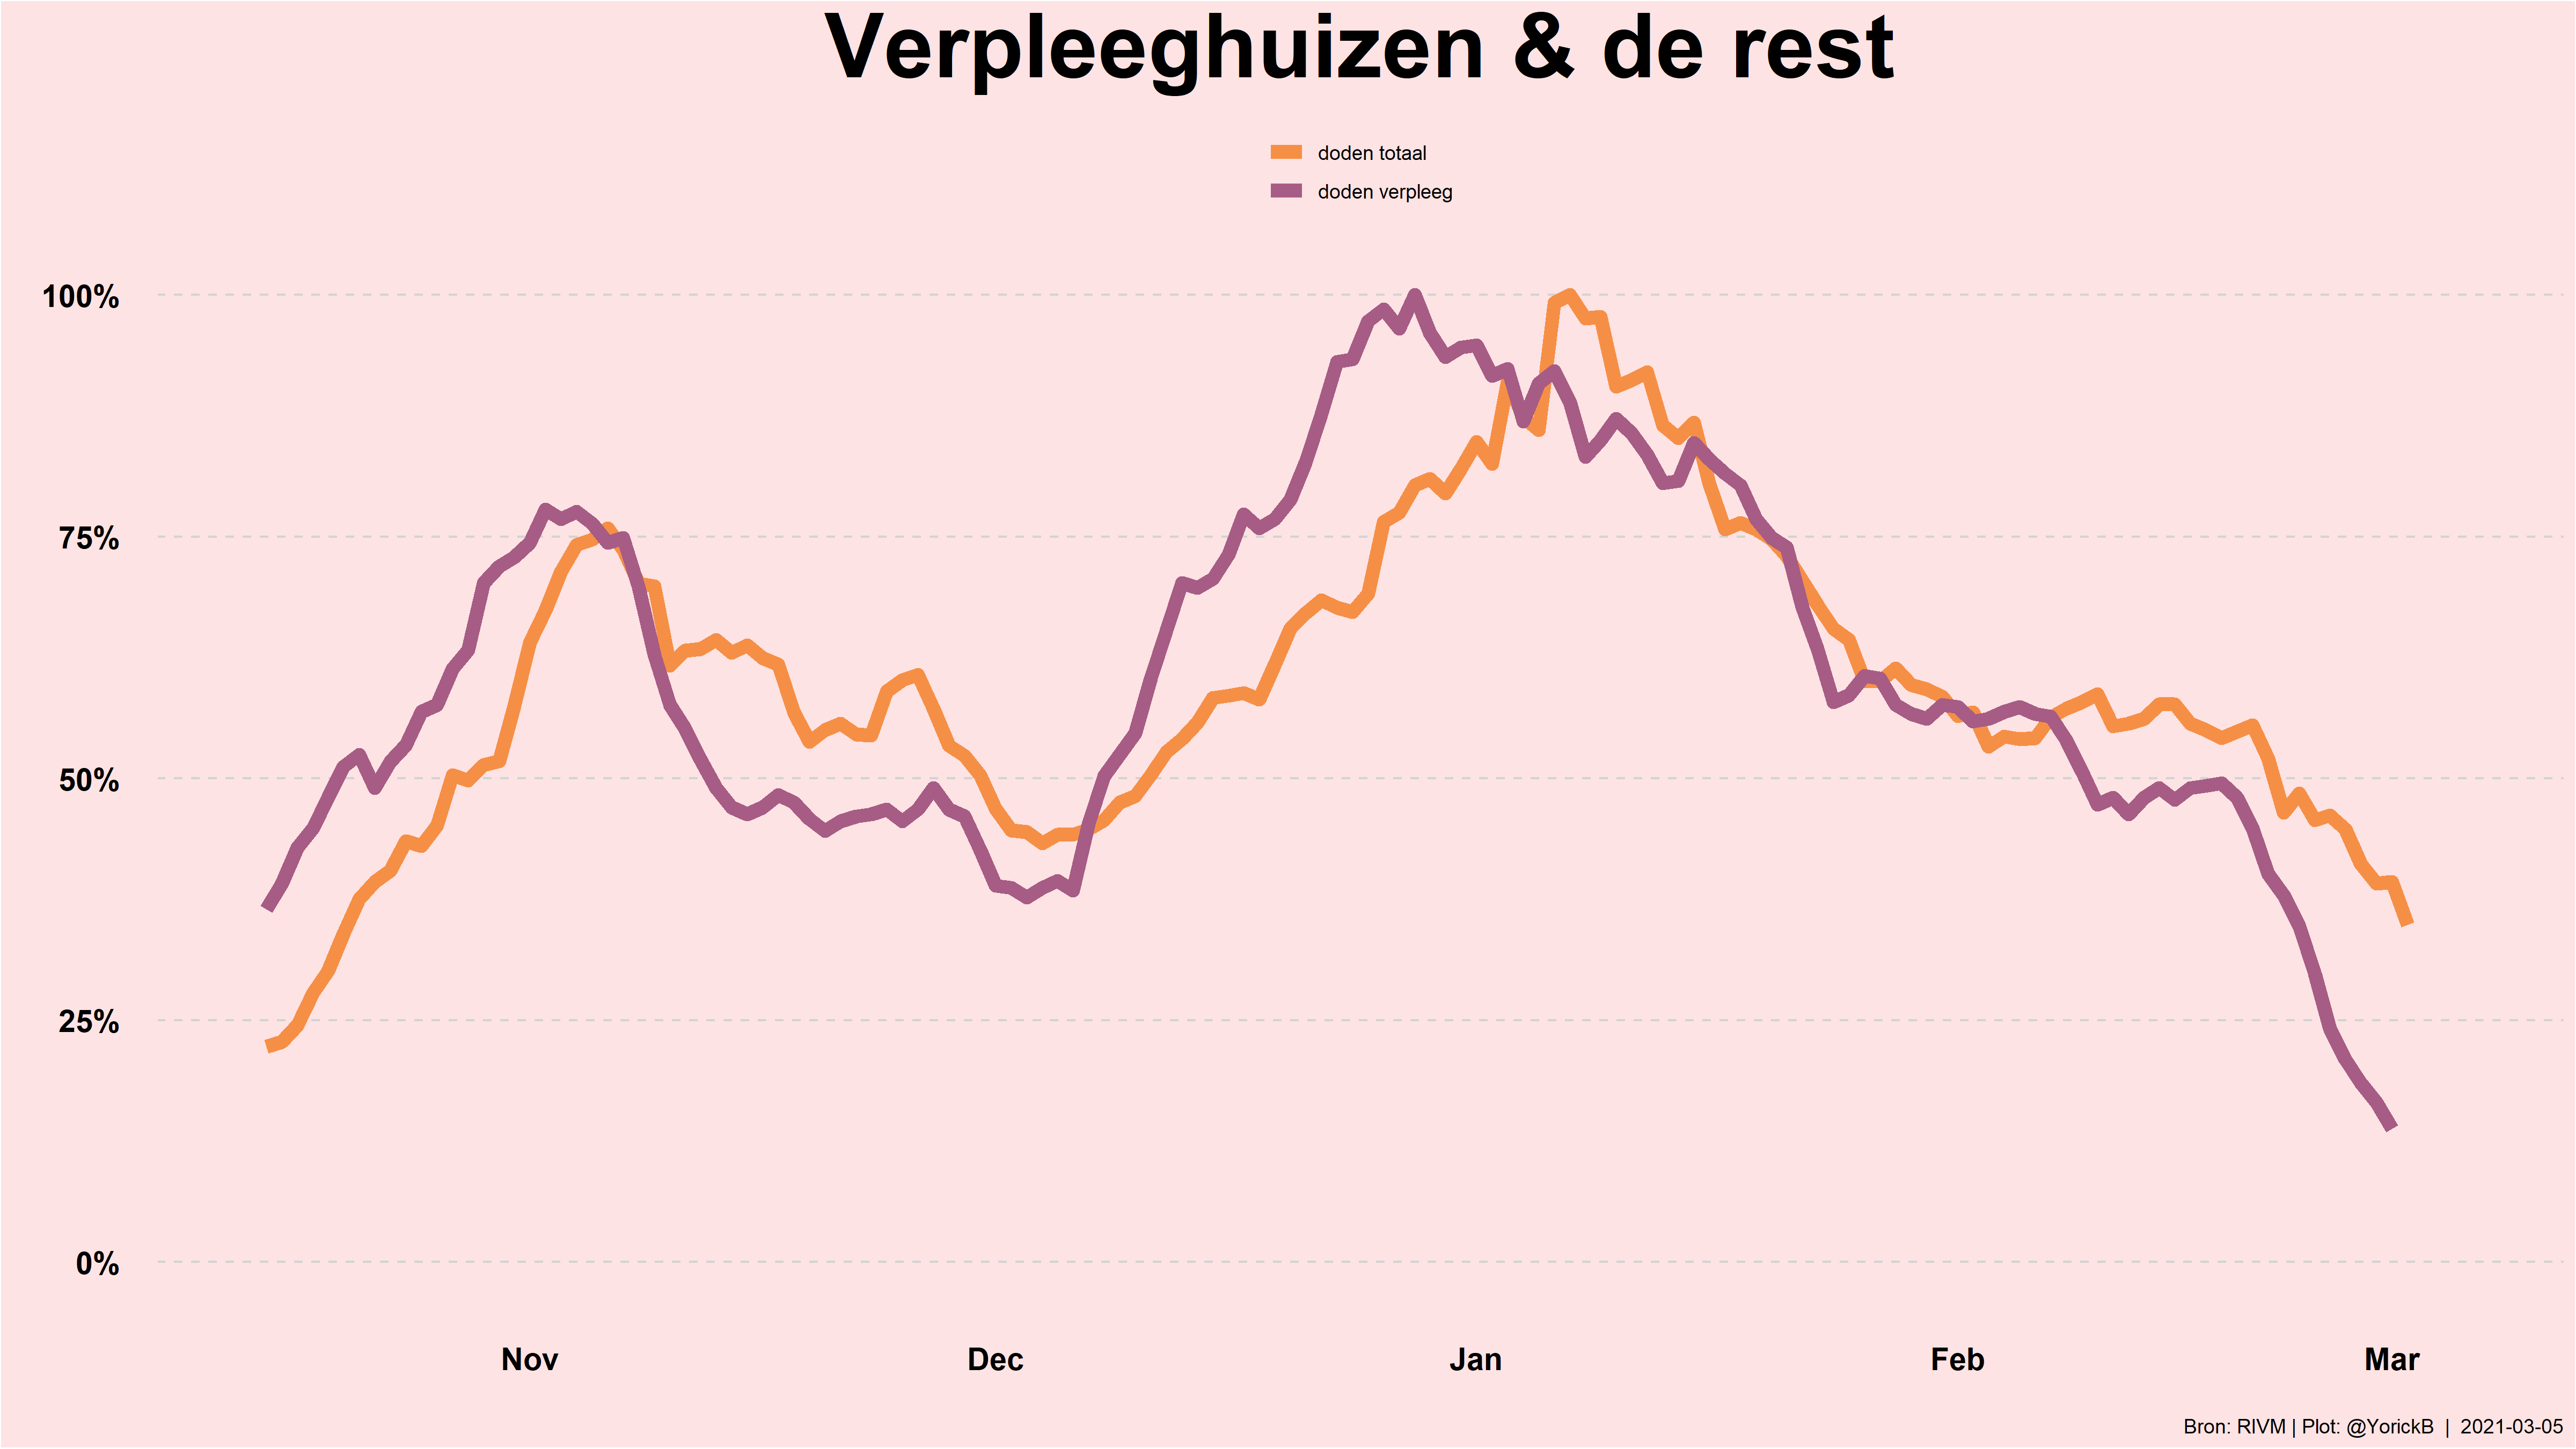 Verpleeghuizen & de rest
doden totaal
doden verpleeg
100%
75%
50%
25%
0%
Nov Dec Jan Feb Mar
Bron: RIVM | Plot: @YorickB | 2021-03-05